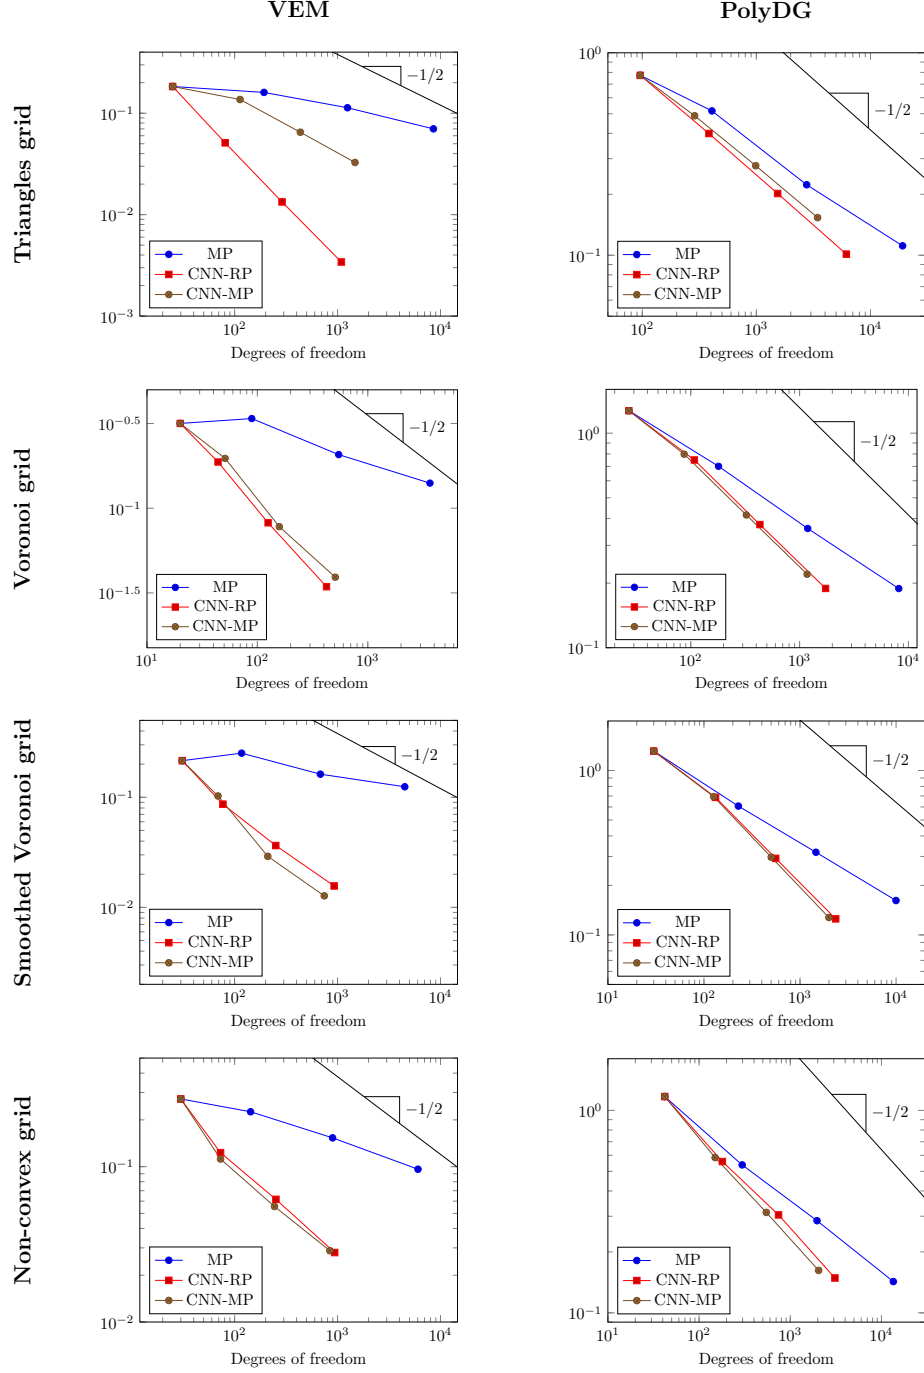 VEM
PolyDG
Triangles grid
10^{-1}
10^{-2}
10^{-3}
10^{2}
10^{3}
10^{4}
−1/2
MP
CNN-RP
CNN-MP
Degrees of freedom
10^{0}
10^{-1}
10^{2}
10^{3}
10^{4}
−1/2
MP
CNN-RP
CNN-MP
Degrees of freedom
Voronoi grid
10^{-0.5}
10^{-1}
10^{-1.5}
10^{1}
10^{2}
10^{3}
−1/2
MP
CNN-RP
CNN-MP
Degrees of freedom
10^{0}
10^{-1}
10^{2}
10^{3}
10^{4}
−1/2
MP
CNN-RP
CNN-MP
Degrees of freedom
Smoothed Voronoi grid
10^{-1}
10^{-2}
10^{2}
10^{3}
10^{4}
−1/2
MP
CNN-RP
CNN-MP
Degrees of freedom
10^{0}
10^{-1}
10^{1}
10^{2}
10^{3}
10^{4}
−1/2
MP
CNN-RP
CNN-MP
Degrees of freedom
Non-convex grid
10^{-1}
10^{-2}
10^{2}
10^{3}
10^{4}
−1/2
MP
CNN-RP
CNN-MP
Degrees of freedom
10^{0}
10^{-1}
10^{1}
10^{2}
10^{3}
10^{4}
−1/2
MP
CNN-RP
CNN-MP
Degrees of freedom